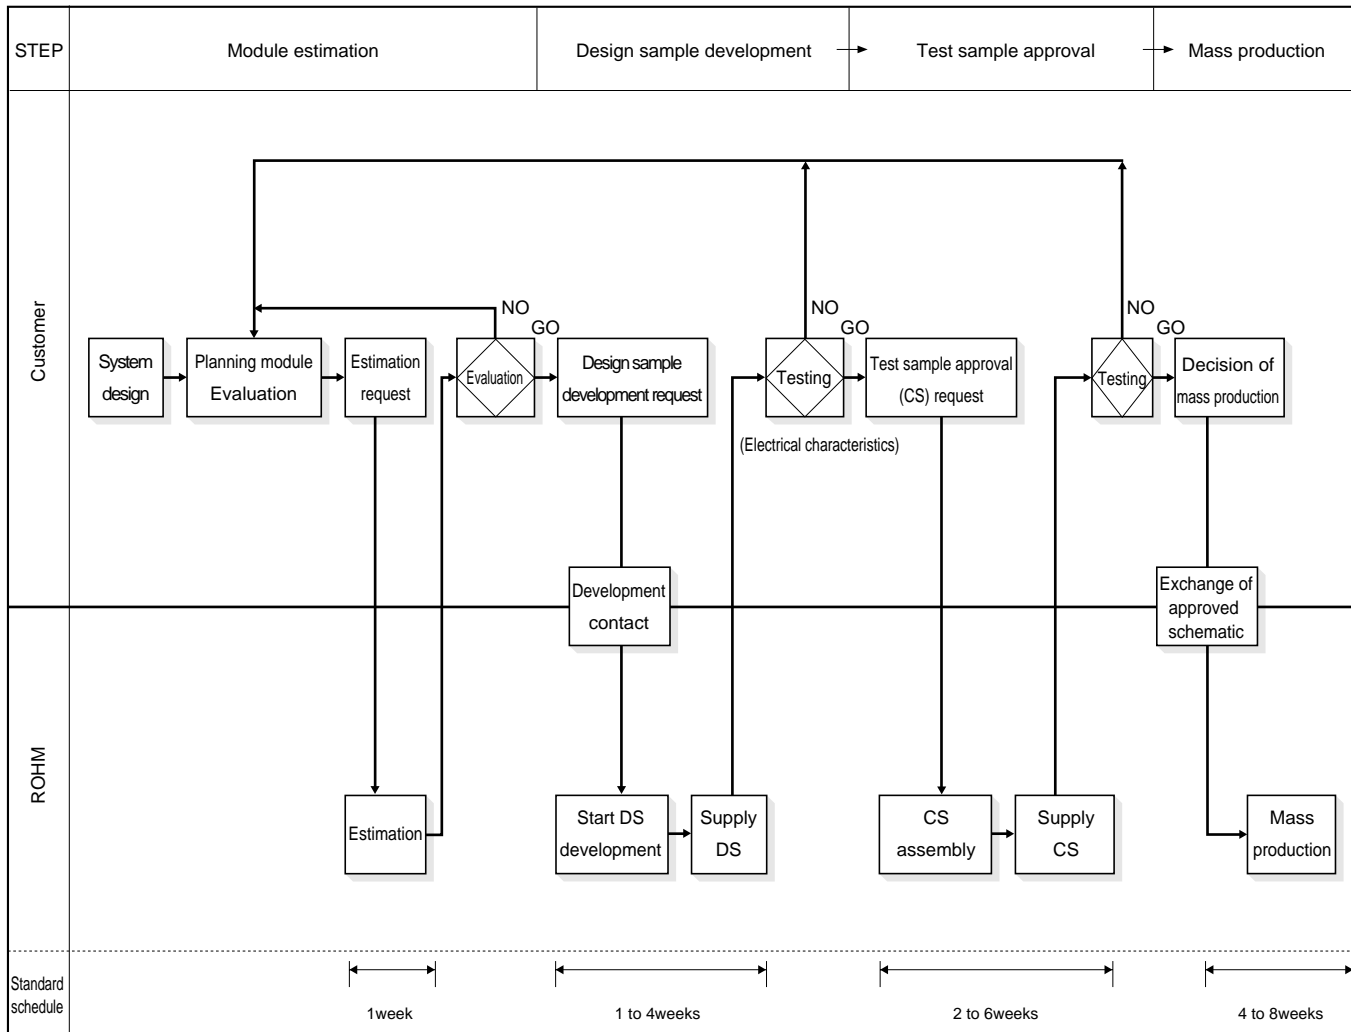 STEP
Module estimation
Design sample development
Test sample approval
Mass production
Customer
NO
GO
NO
GO
NO
GO
System
design
Planning module
Evaluation
Estimation
request
Evaluation
Design sample
development request
Testing
(Electrical characteristics)
Test sample approval
(CS) request
Testing
Decision of
mass production
Development
contact
Exchange of
approved
schematic
ROHM
Estimation
Start DS
development
Supply
DS
CS
assembly
Supply
CS
Mass
production
Standard
schedule
1week
1 to 4weeks
2 to 6weeks
4 to 8weeks